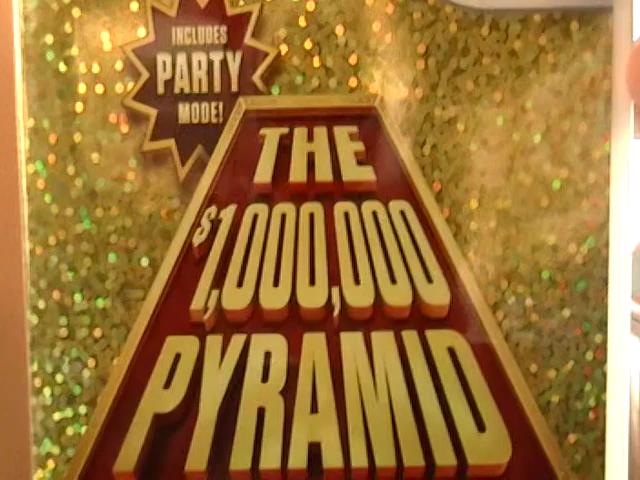 INCLUDES
PARTY
MODE!
THE
$1,000,000
PYRAMID